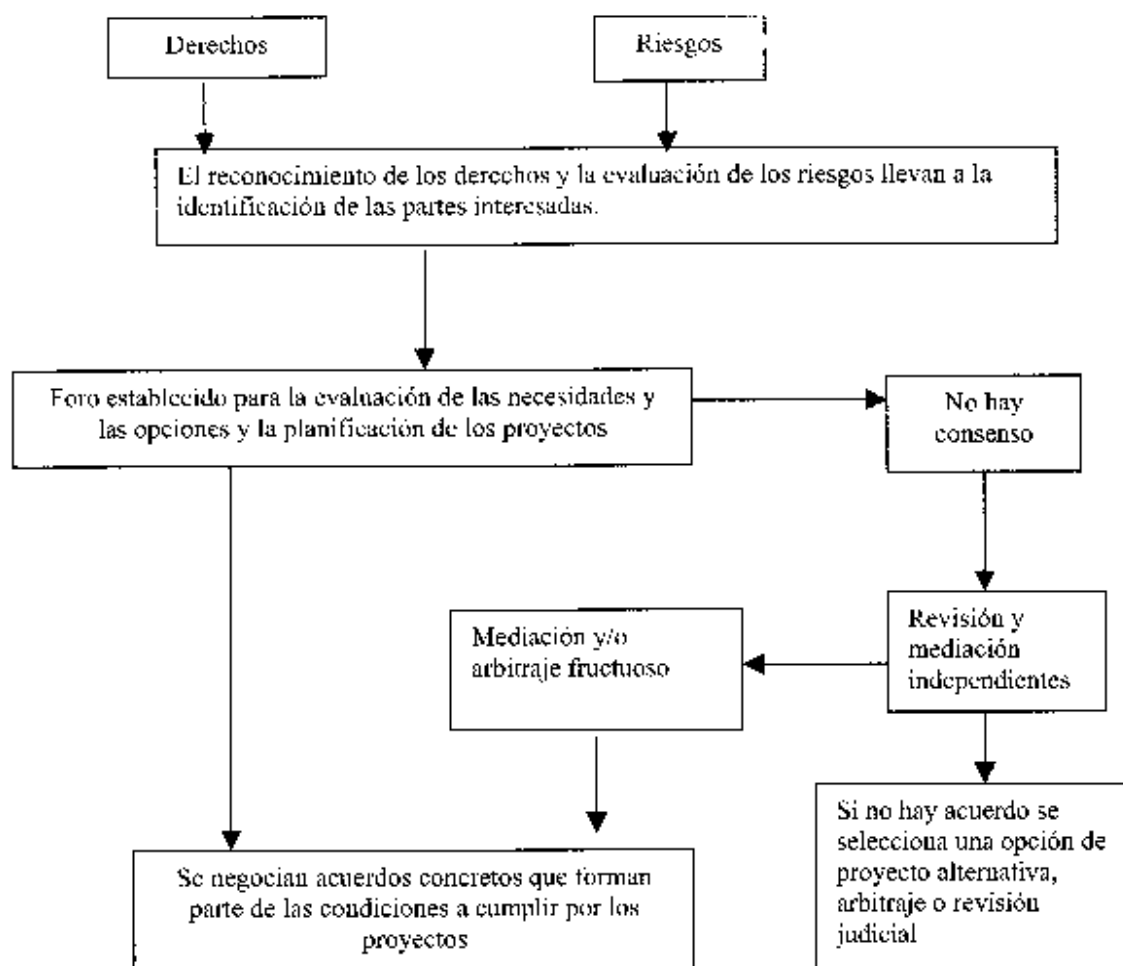 Derechos
Riesgos
El reconocimiento de los derechos y la evaluación de los riesgos llevan a la
identificación de las partes interesadas.
Foro establecido para la evaluación de las necesidades y
las opciones y la planificación de los proyectos
No hay
consenso
Revisión y
mediación
independientes
Mediación y/o
arbitraje fructuoso
Si no hay acuerdo se
selecciona una opción de
proyecto alternativa,
arbitraje o revisión
judicial
Se negocian acuerdos concretos que forman
parte de las condiciones a cumplir por los
proyectos